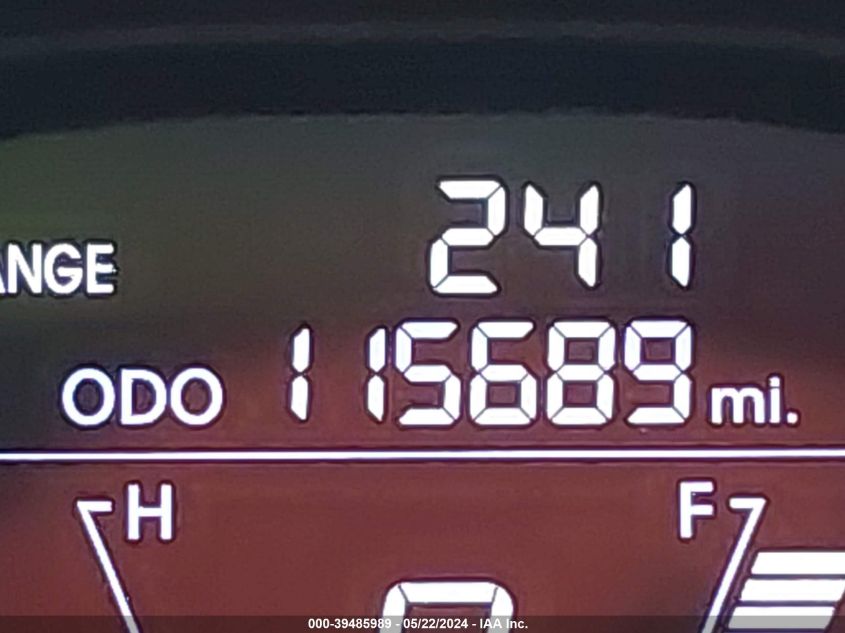 ANGE 241
ODO 115689 mi.
H F
000-39485989 - 05/22/2024 - IAA Inc.